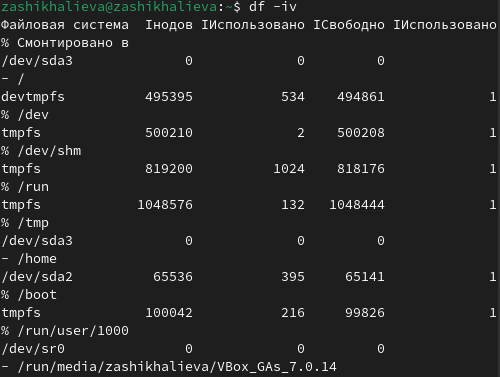 zashikhalieva@zashikhalieva:~$ df -iv
Файловая система Iнодов IИспользовано IСвободно IИспользовано
% Cмонтировано в
/dev/sda3 0 0 0
- /
devtmpfs 495395 534 494861 1
% /dev
tmpfs 500210 2 500208 1
% /dev/shm
tmpfs 819200 1024 818176 1
% /run
tmpfs 1048576 132 1048444 1
% /tmp
/dev/sda3 0 0 0
- /home
/dev/sda2 65536 395 65141 1
% /boot
tmpfs 100042 216 99826 1
% /run/user/1000
/dev/sr0 0 0 0
- /run/media/zashikhalieva/VBox_GAs_7.0.14